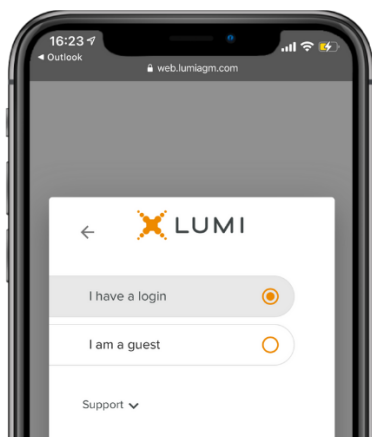 16:23
Outlook
web.lumiagm.com
LUMI
I have a login
I am a guest
Support